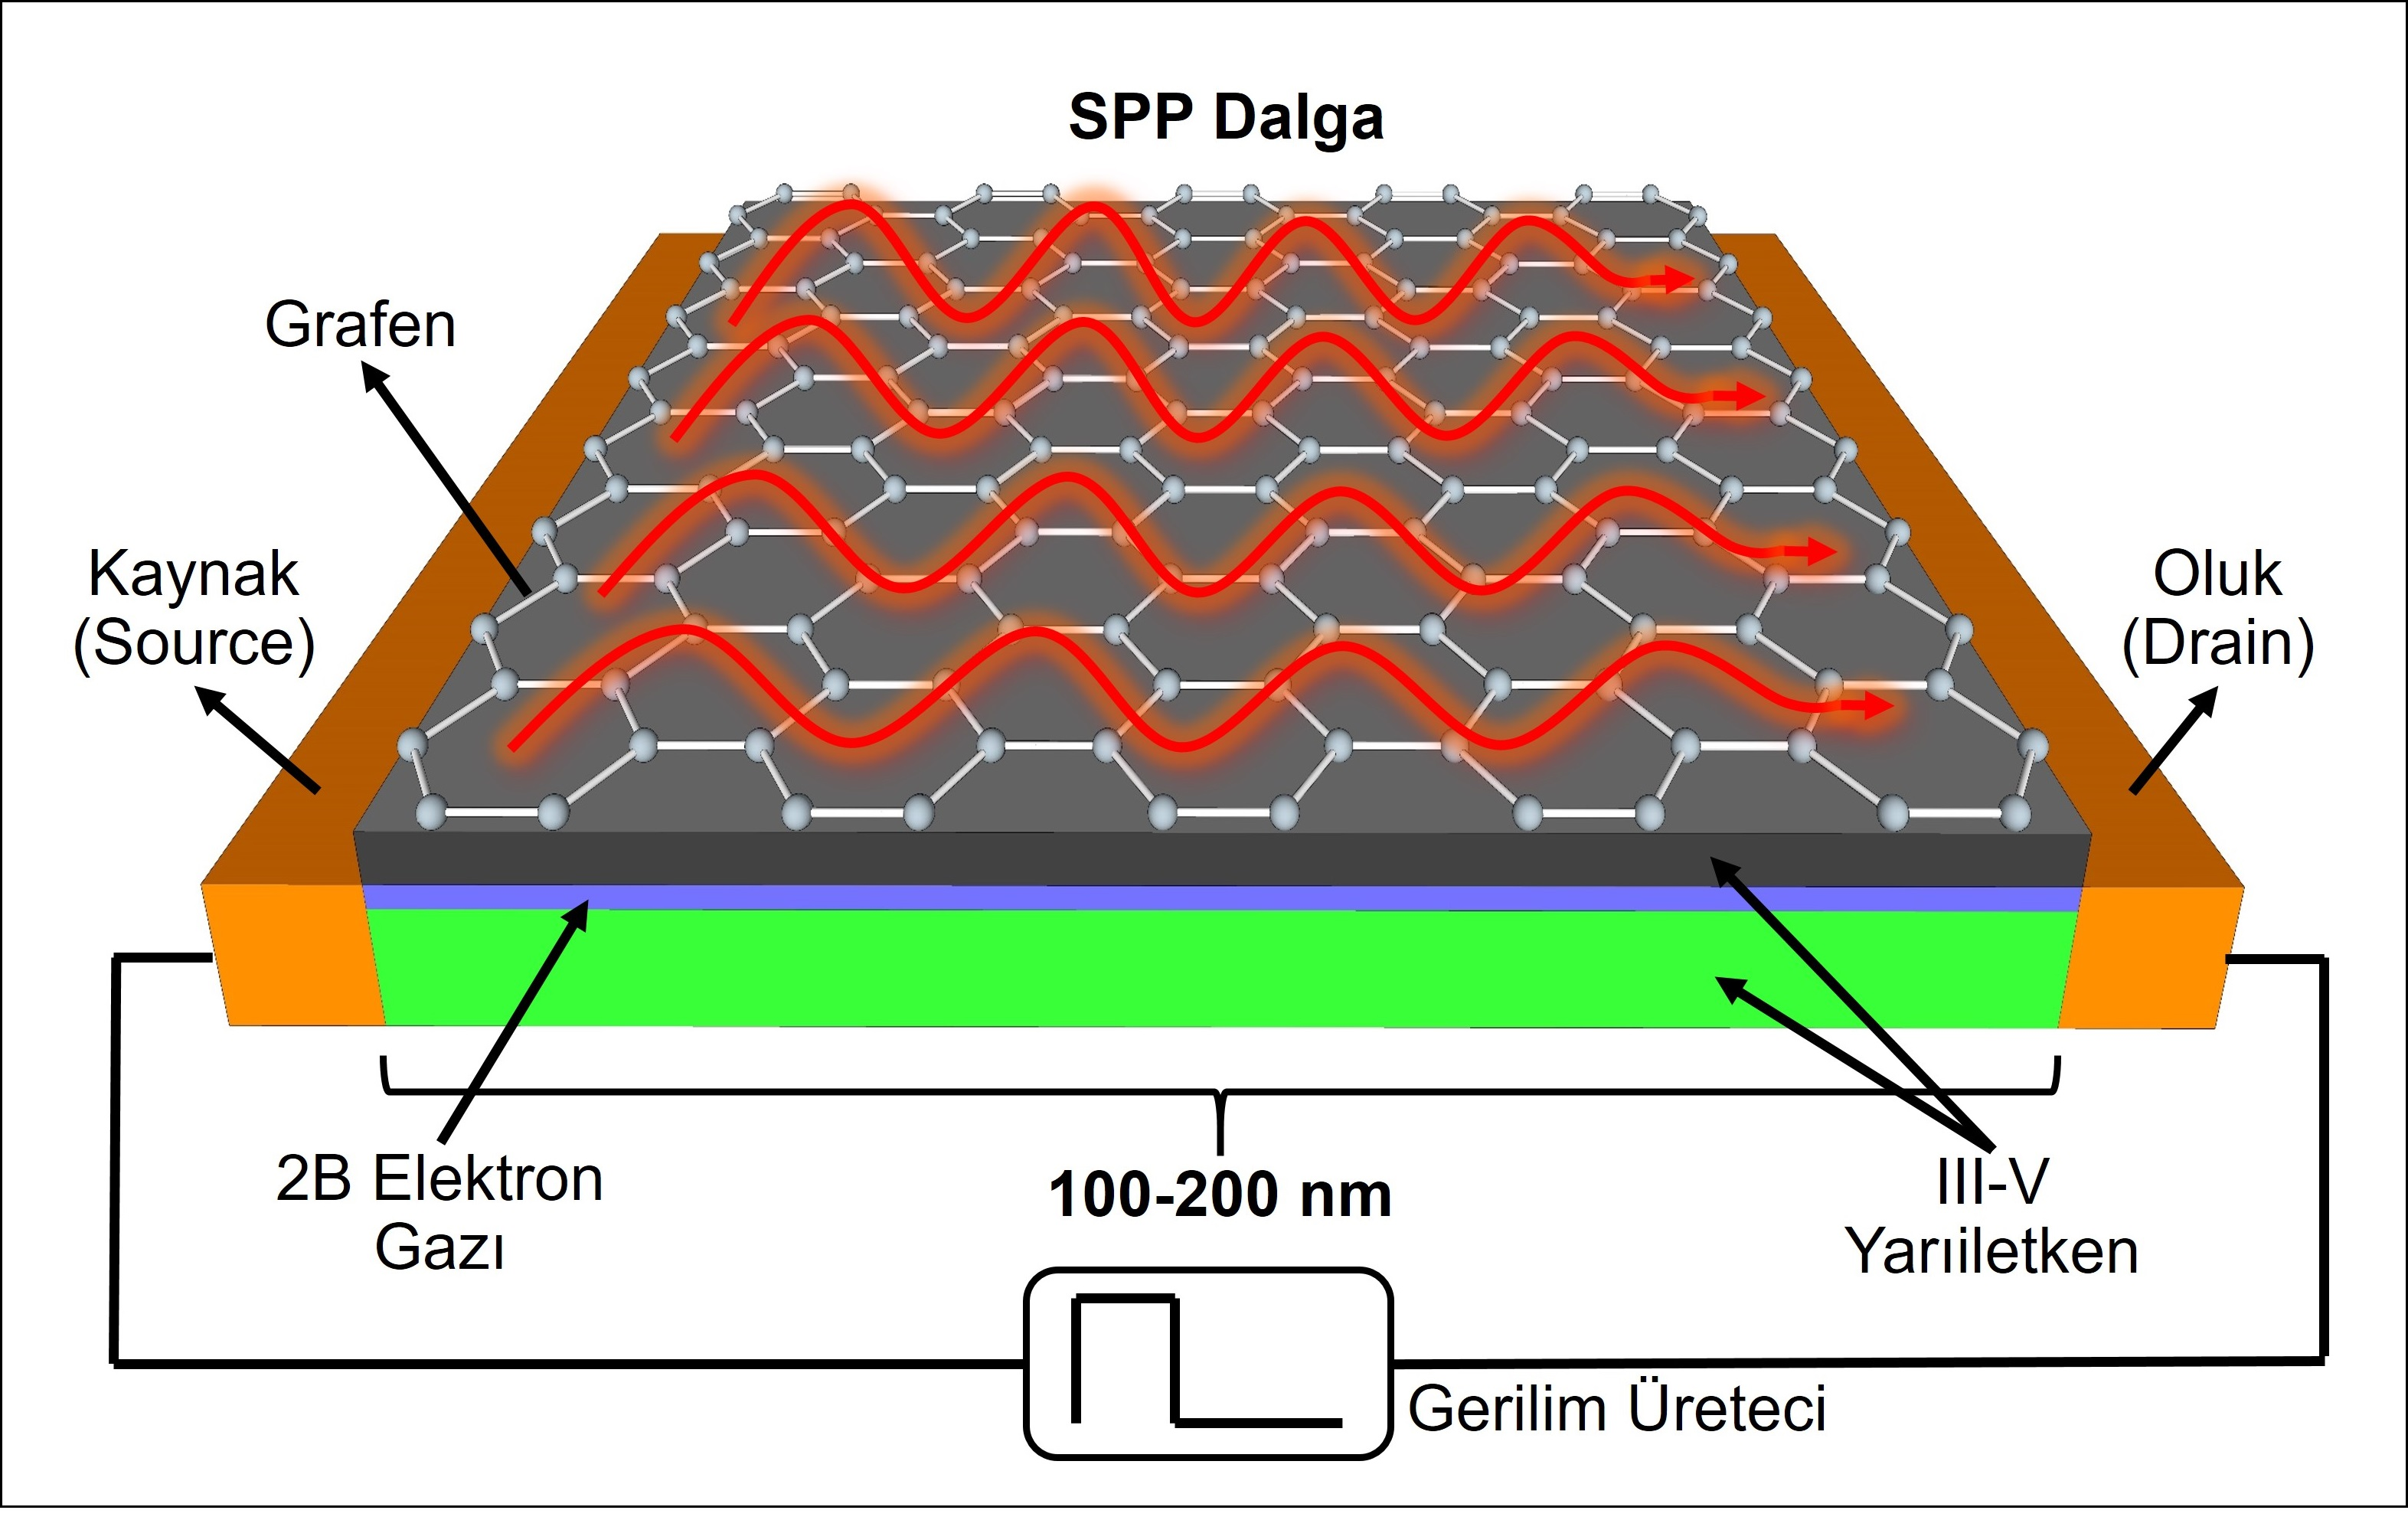 SPP Dalga
Grafen
Kaynak
(Source)
Oluk
(Drain)
2B Elektron
Gazı
100-200 nm
III-V
Yarıiletken
Gerilim Üreteci